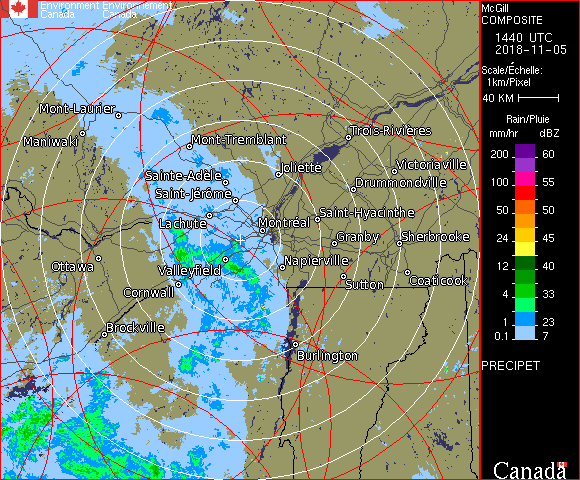 Environment Environnement
Canada Canada
McGill
COMPOSITE
1440 UTC
2018-11-05
Scale/Échelle:
1km/Pixel
40 KM
Rain/Pluie
mm/hr dBZ
200 60
100 55
50 50
24 45
12 40
4 33
1 23
0.1 7
PRECIPET
Canada
Mont-Laurier
Maniwaki
Mont-Tremblant
Trois-Rivières
Sainte-Adèle
Joliette
Victoriaville
Saint-Jérôme
Drummondville
Lachute
Montréal
Saint-Hyacinthe
Granby
Sherbrooke
Ottawa
Valleyfield
Napierville
Cornwall
Sutton
Coaticook
Brockville
Burlington